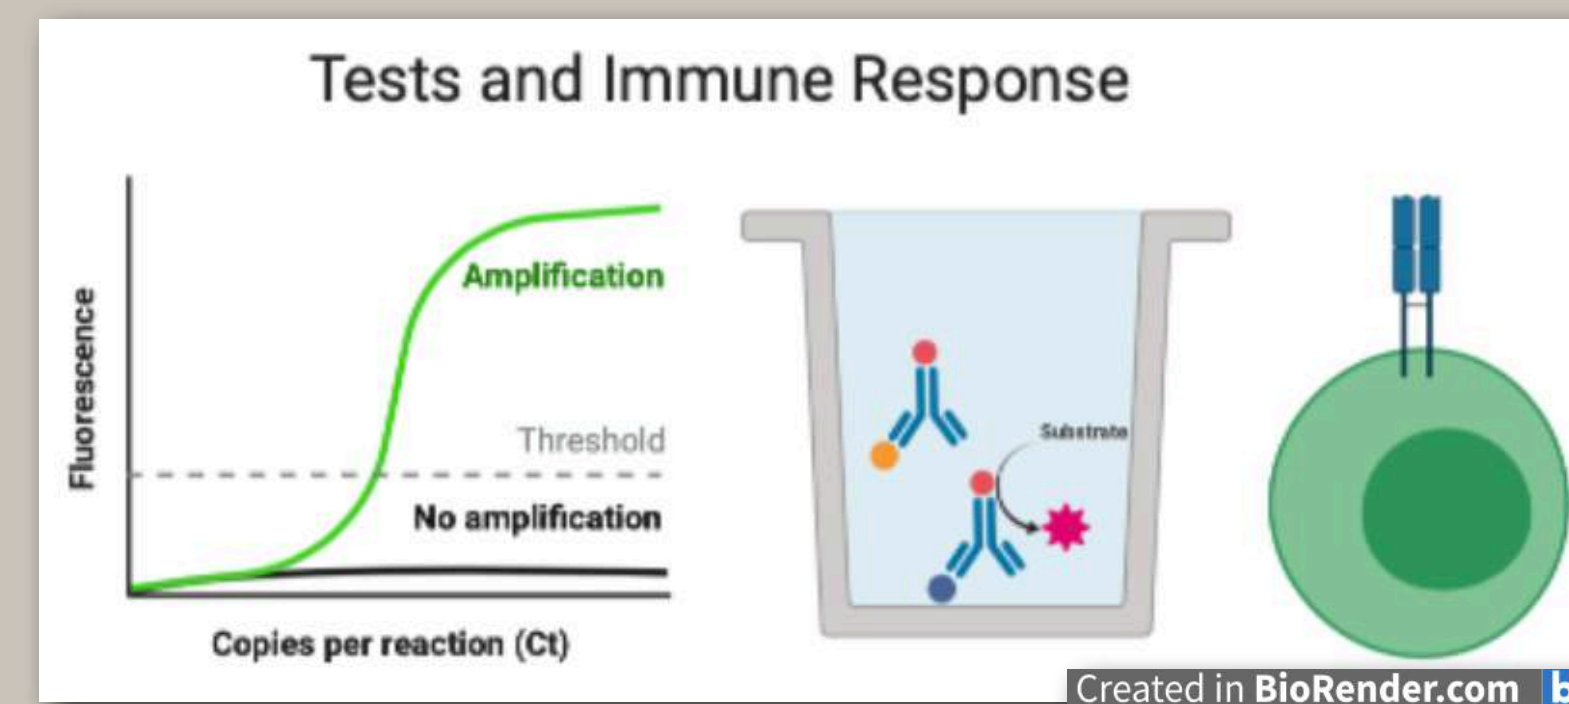 Tests and Immune Response
Fluorescence
Amplification
Threshold
No amplification
Copies per reaction (Ct)
Substrate
Created in BioRender.com b